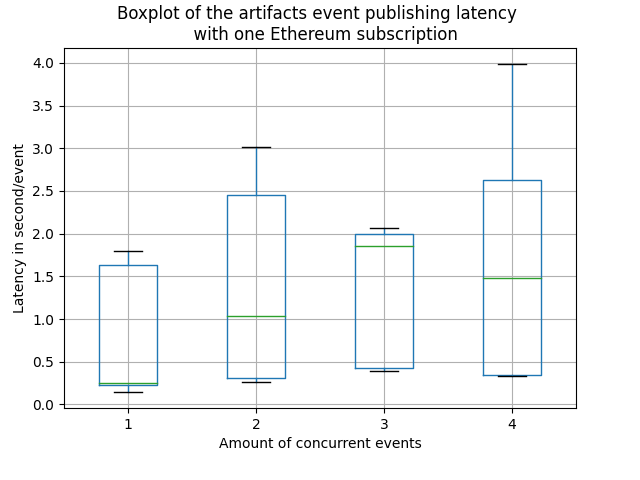 Boxplot of the artifacts event publishing latency
with one Ethereum subscription
4.0
3.5
3.0
2.5
2.0
1.5
1.0
0.5
0.0
Latency in second/event
1 2 3 4
Amount of concurrent events